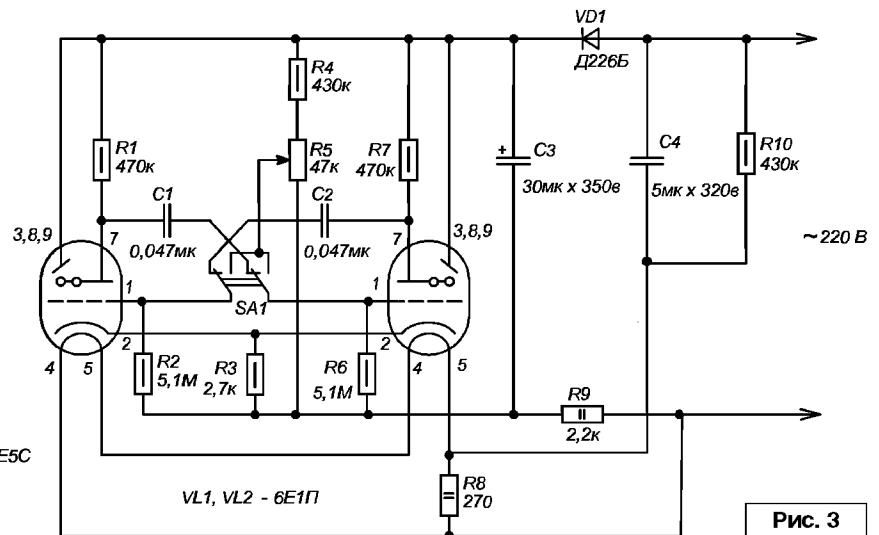 VD1
Д226Б
R4
430к
R1
470к
R5
47к
R7
470к
+
C3
30мк х 350в
C4
5мк х 320в
R10
430к
C1
0,047мк
C2
0,047мк
~220 В
3,8,9
7
7
3,8,9
1
SA1
1
2
2
4
5
4
5
R2
5,1М
R3
2,7к
R6
5,1М
R9
2,2к
E5C
VL1, VL2 - 6Е1П
R8
270
Рис. 3